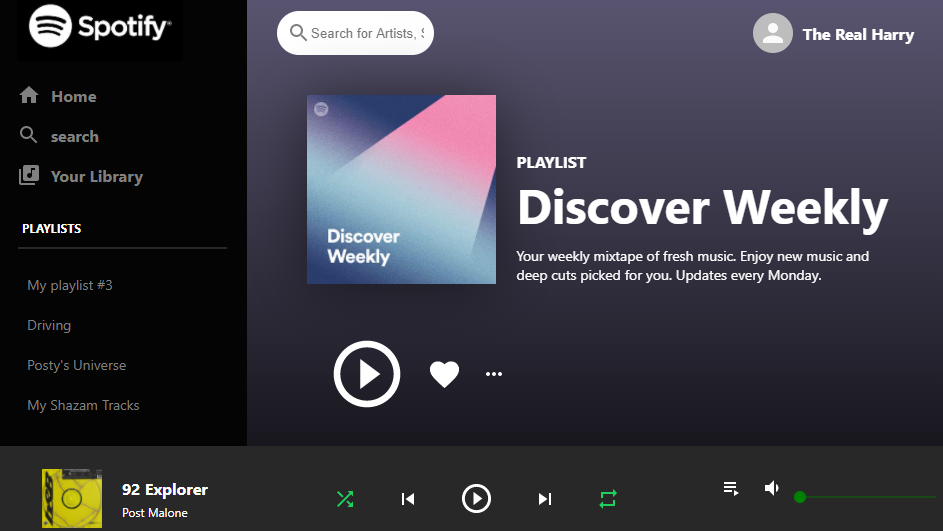 Spotify
Home
search
Your Library
PLAYLISTS
My playlist #3
Driving
Posty's Universe
My Shazam Tracks
Search for Artists, S
The Real Harry
Discover
Weekly
PLAYLIST
Discover Weekly
Your weekly mixtape of fresh music. Enjoy new music and
deep cuts picked for you. Updates every Monday.
92 Explorer
Post Malone